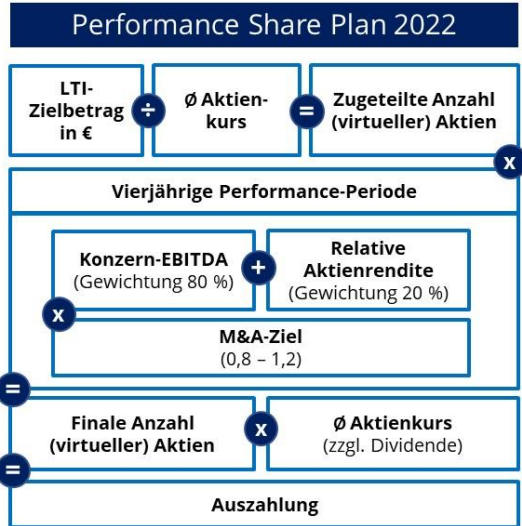 Performance Share Plan 2022
LTI-
Zielbetrag
in €
÷
Ø Aktien-
kurs
=
Zugeteilte Anzahl
(virtueller) Aktien
x
Vierjährige Performance-Periode
Konzern-EBITDA
(Gewichtung 80 %)
+
Relative
Aktienrendite
(Gewichtung 20 %)
x
M&A-Ziel
(0,8 – 1,2)
=
Finale Anzahl
(virtueller) Aktien
x
Ø Aktienkurs
(zzgl. Dividende)
=
Auszahlung